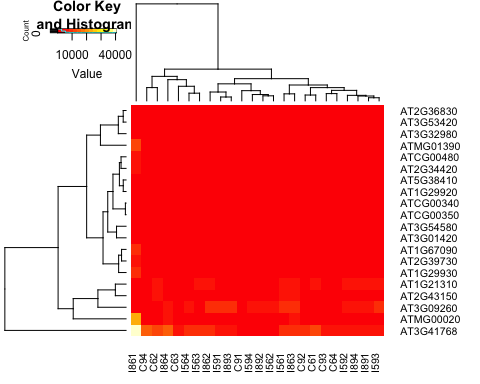 Color Key
and Histogram
Count
0
10000 40000
Value
AT2G36830
AT3G53420
AT3G32980
ATMG01390
ATCG00480
AT2G34420
AT5G38410
AT1G29920
ATCG00340
ATCG00350
AT3G54580
AT3G01420
AT1G67090
AT2G39730
AT1G29930
AT1G21310
AT2G43150
AT3G09260
ATMG00020
AT3G41768
I861 C94 C62 I864 C63 I564 I563 I862 I591 I893 C91 I594 I892 I562 I561 I863 C92 C61 C93 C64 I592 I894 I891 I593